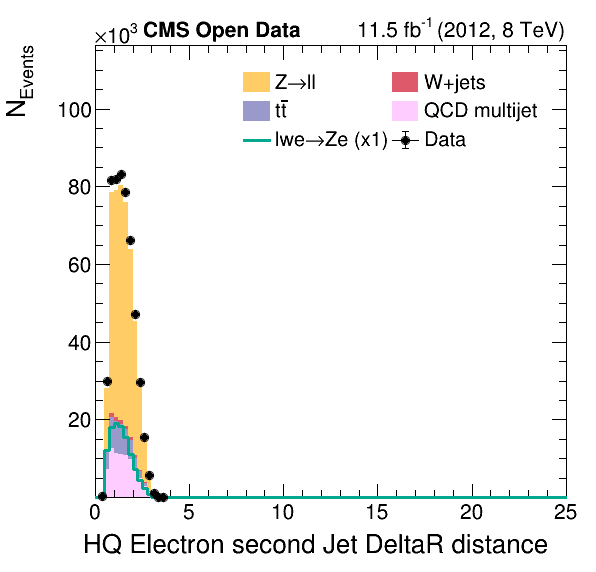 ×10³ CMS Open Data 11.5 fb⁻¹ (2012, 8 TeV)
N_Events
Z→ll W+jets
tt̄ QCD multijet
lwe→Ze (x1) Data
100
80
60
40
20
0 5 10 15 20 25
HQ Electron second Jet DeltaR distance